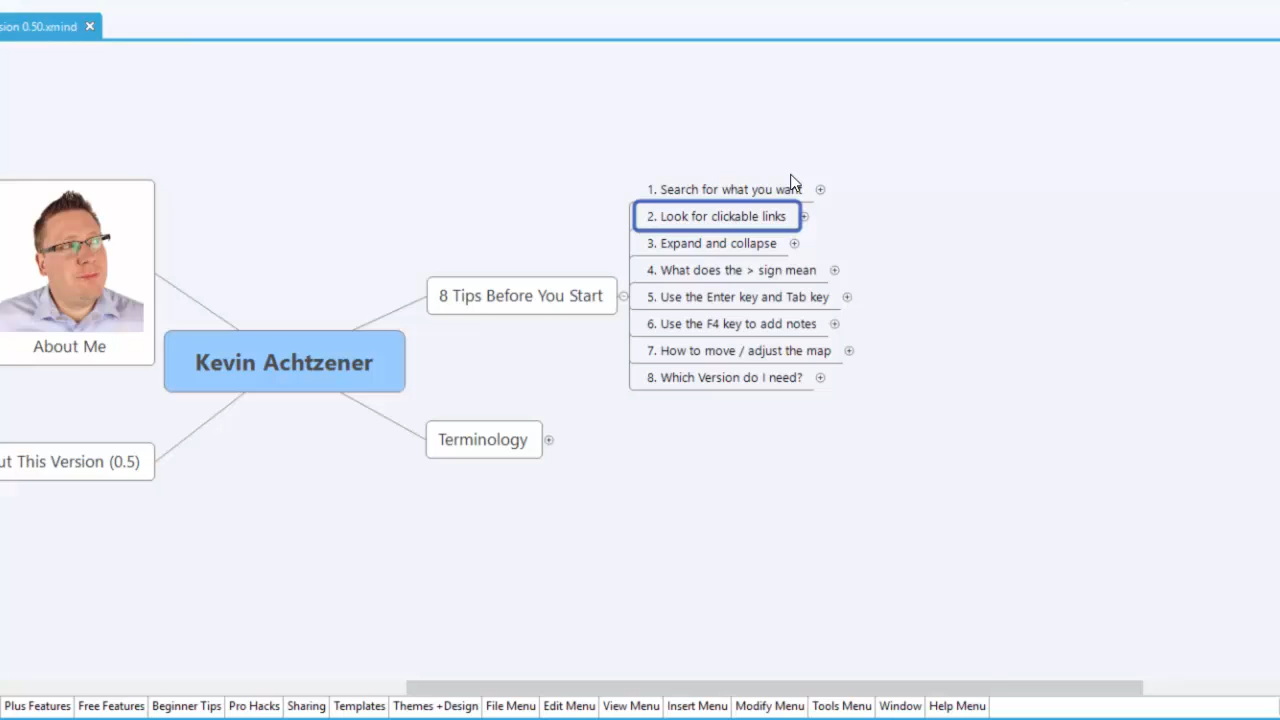 sion 0.50.xmind
1. Search for what you want
2. Look for clickable links
3. Expand and collapse
4. What does the > sign mean
5. Use the Enter key and Tab key
6. Use the F4 key to add notes
7. How to move / adjust the map
8. Which Version do I need?
8 Tips Before You Start
About Me
Kevin Achtzener
Terminology
ut This Version (0.5)
Plus Features Free Features Beginner Tips Pro Hacks Sharing Templates Themes +Design File Menu Edit Menu View Menu Insert Menu Modify Menu Tools Menu Window Help Menu